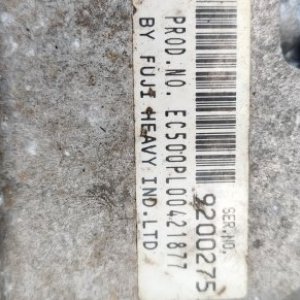 SER.NO.
9200275
PROD.NO. EC500PL00421877
BY FUJI HEAVY IND.LTD